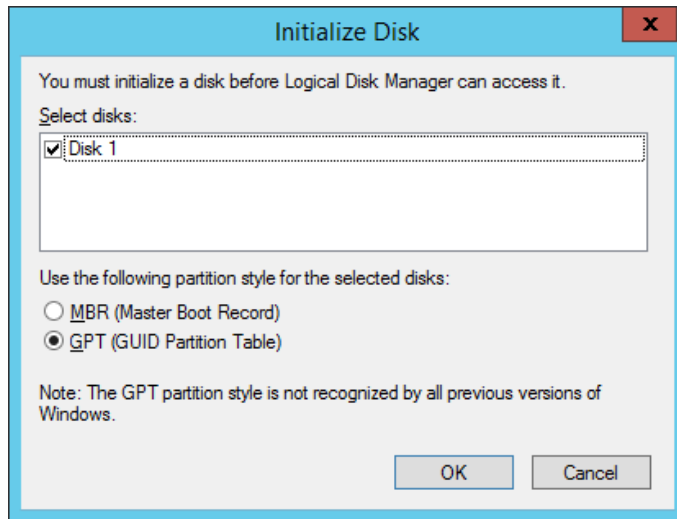 Initialize Disk
x
You must initialize a disk before Logical Disk Manager can access it.
Select disks:
Disk 1
Use the following partition style for the selected disks:
MBR (Master Boot Record)
GPT (GUID Partition Table)
Note: The GPT partition style is not recognized by all previous versions of
Windows.
OK Cancel